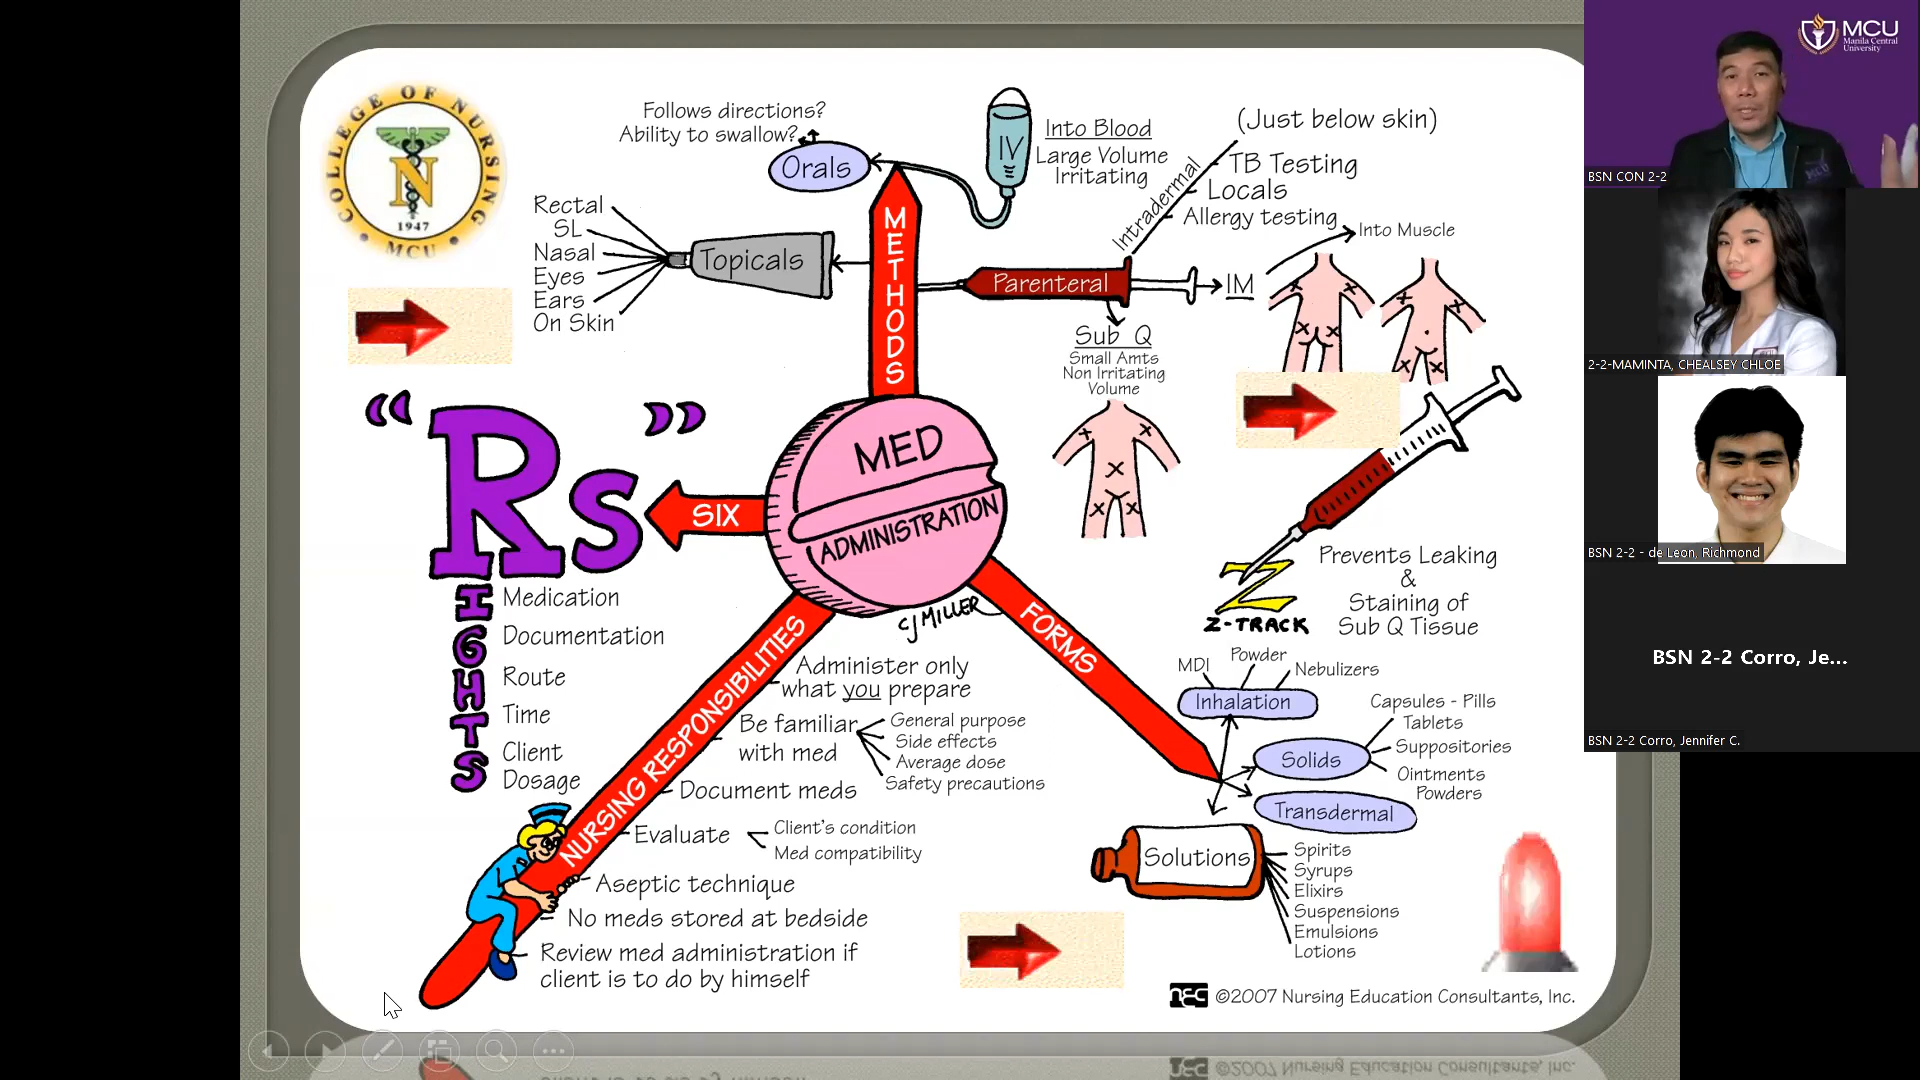 COLLEGE OF NURSING
N
1947
MCU
Follows directions?
Ability to swallow?
Orals
IV
Into Blood
Large Volume
Irritating
(Just below skin)
Intradermal
TB Testing
Locals
Allergy testing
Into Muscle
Rectal
SL
Nasal
Eyes
Ears
On Skin
Topicals
METHODS
Parenteral
IM
Sub Q
Small Amts
Non Irritating
Volume
"Rs"
SIX
MED
ADMINISTRATION
CJ MILLER
IGHTS
Medication
Documentation
Route
Time
Client
Dosage
NURSING RESPONSIBILITIES
Administer only
what you prepare
Be familiar
with med
General purpose
Side effects
Average dose
Safety precautions
Document meds
Evaluate
Client's condition
Med compatibility
Aseptic technique
No meds stored at bedside
Review med administration if
client is to do by himself
FORMS
Z
Z-TRACK
Prevents Leaking
&
Staining of
Sub Q Tissue
MDI
Powder
Nebulizers
Inhalation
Capsules - Pills
Tablets
Solids
Suppositories
Ointments
Powders
Transdermal
Solutions
Spirits
Syrups
Elixirs
Suspensions
Emulsions
Lotions
nec ©2007 Nursing Education Consultants, Inc.
MCU
Manila Central
University
BSN CON 2-2
2-2-MAMINTA, CHEALSEY CHLOE
BSN 2-2 - de Leon, Richmond
BSN 2-2 Corro, Je...
BSN 2-2 Corro, Jennifer C.